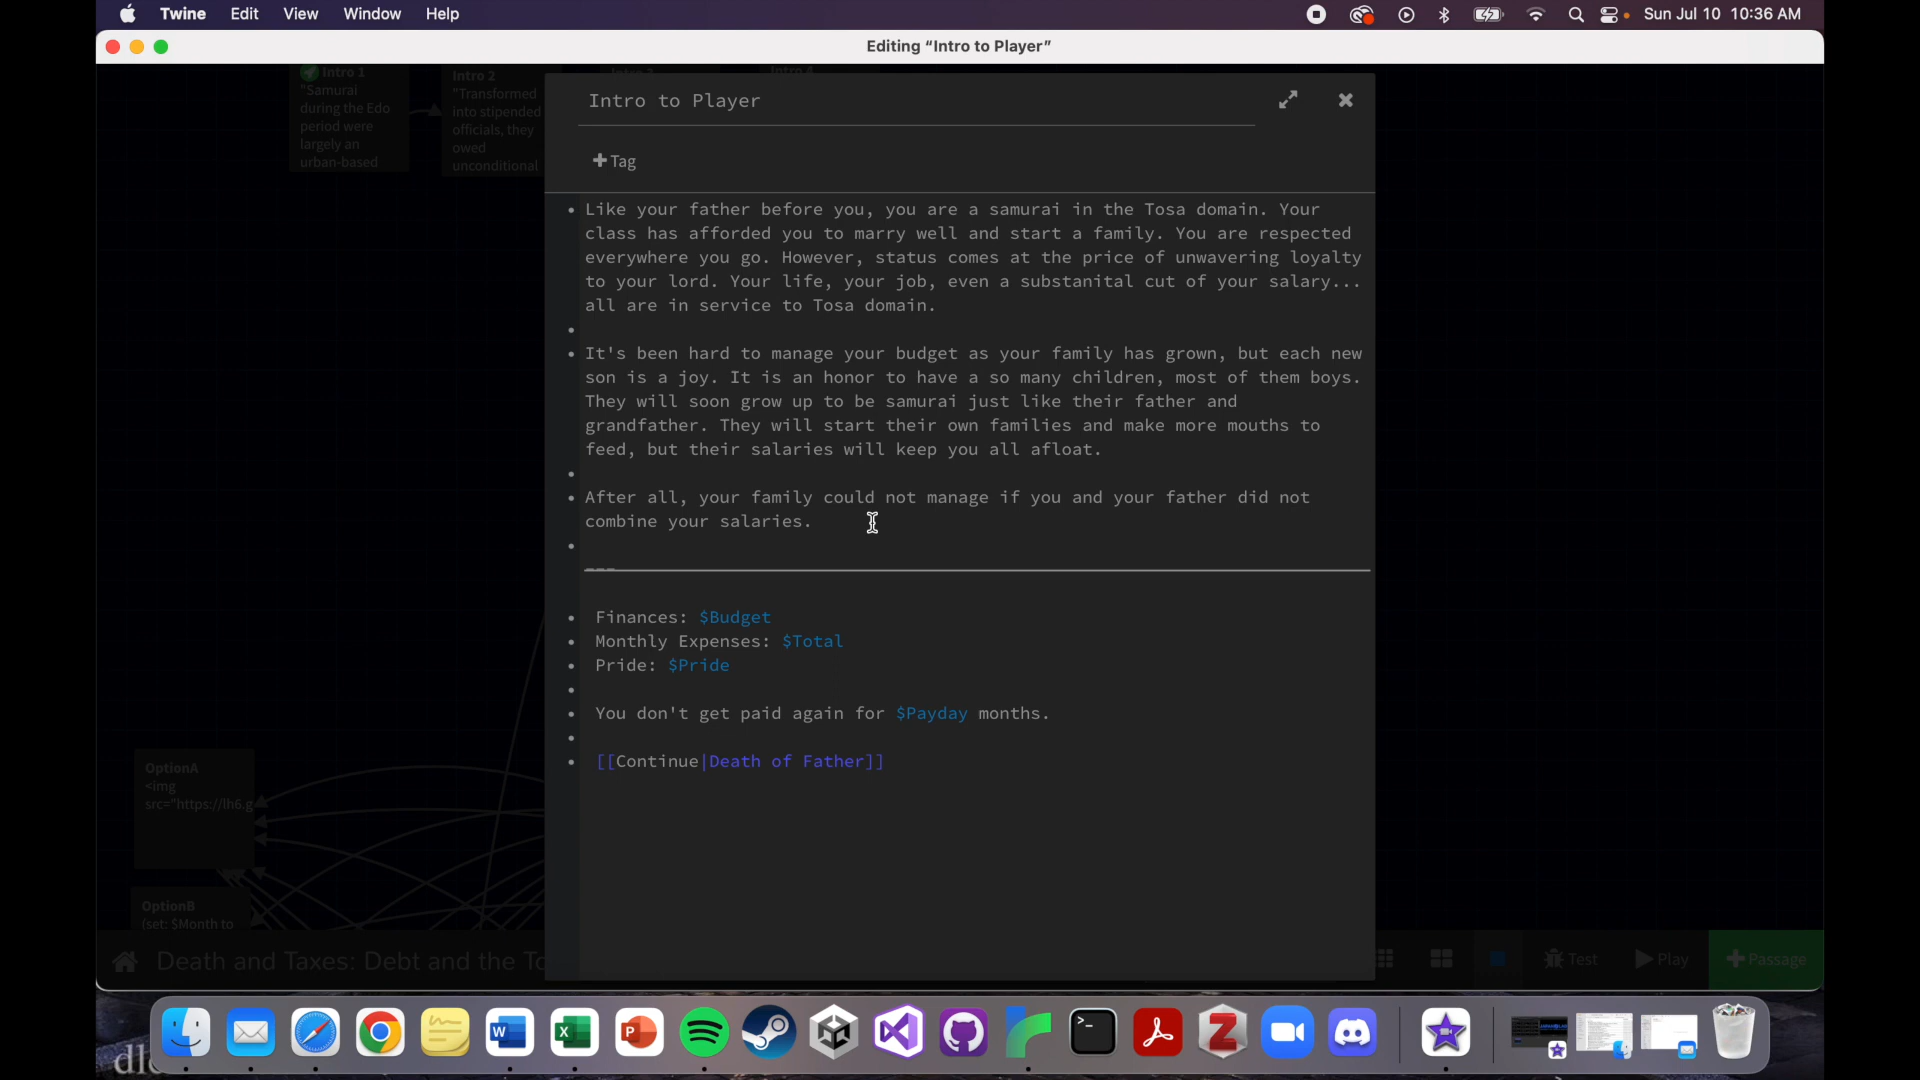 Twine Edit View Window Help Sun Jul 10 10:36 AM
Editing “Intro to Player”
Intro 1
"Samurai
during the Edo
period were
largely an
urban-based
Intro 2
"Transformed
into stipended
officials, they
owed
unconditional
Intro to Player
+Tag
Like your father before you, you are a samurai in the Tosa domain. Your
class has afforded you to marry well and start a family. You are respected
everywhere you go. However, status comes at the price of unwavering loyalty
to your lord. Your life, your job, even a substanital cut of your salary...
all are in service to Tosa domain.
It's been hard to manage your budget as your family has grown, but each new
son is a joy. It is an honor to have a so many children, most of them boys.
They will soon grow up to be samurai just like their father and
grandfather. They will start their own families and make more mouths to
feed, but their salaries will keep you all afloat.
After all, your family could not manage if you and your father did not
combine your salaries.
---
Finances: $Budget
Monthly Expenses: $Total
Pride: $Pride
You don't get paid again for $Payday months.
[[Continue|Death of Father]]
OptionA
<img
src="https://lh6.g
OptionB
(set: $Month to
Death and Taxes: Debt and the To
Test Play +Passage